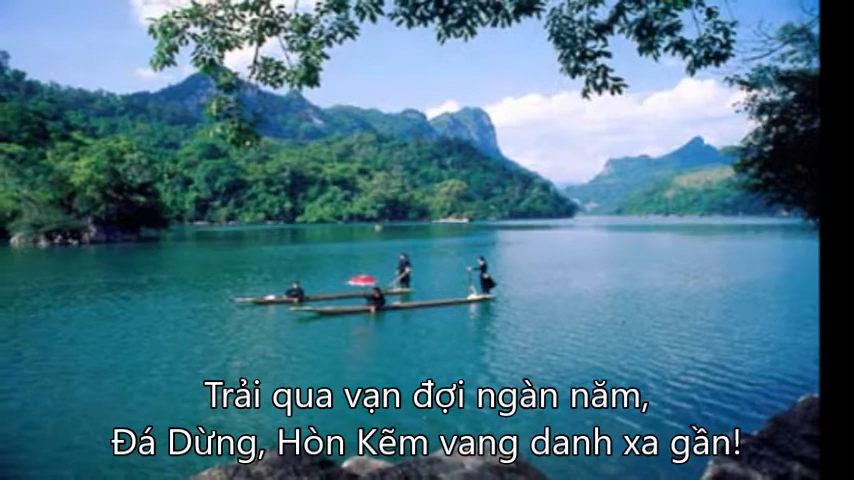 Trải qua vạn đợi ngàn năm,
Đá Dừng, Hòn Kẽm vang danh xa gần!